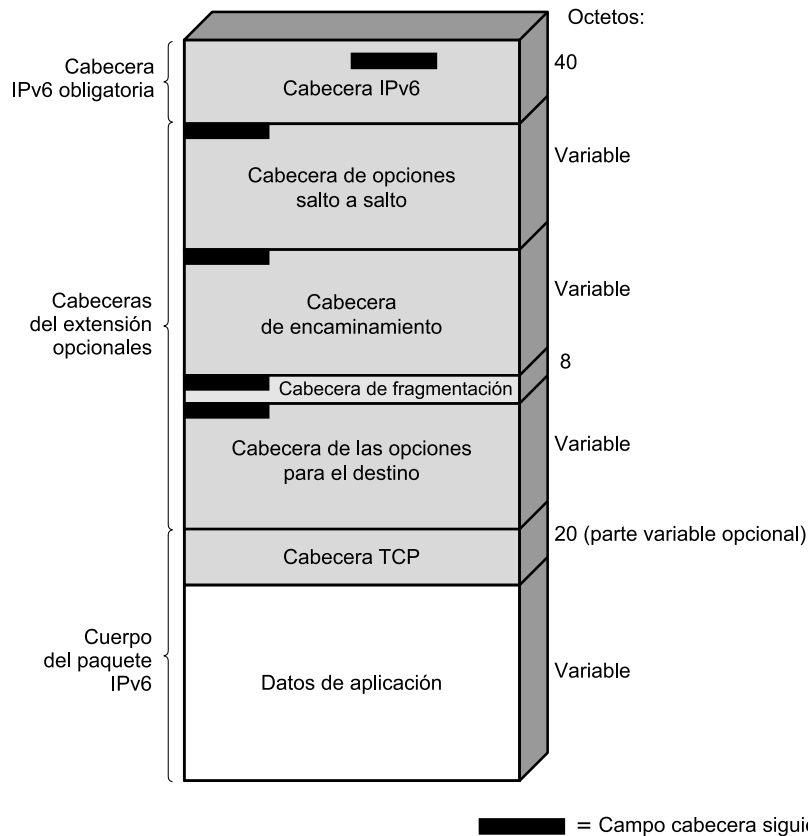 Octetos:
Cabecera
IPv6 obligatoria
Cabecera IPv6
40
Cabecera de opciones
salto a salto
Variable
Cabeceras
del extensión
opcionales
Cabecera
de encaminamiento
Variable
Cabecera de fragmentación
8
Cabecera de las opciones
para el destino
Variable
Cabecera TCP
20 (parte variable opcional)
Cuerpo
del paquete
IPv6
Datos de aplicación
Variable
= Campo cabecera